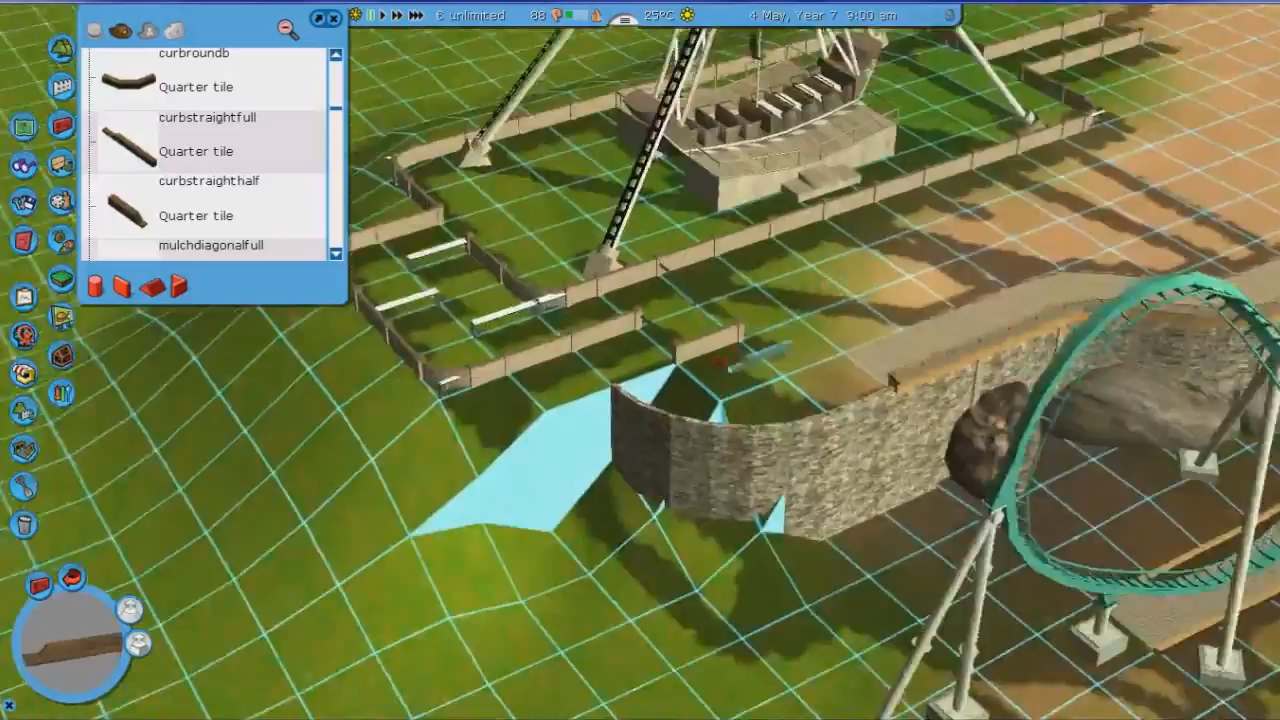 € unlimited 88 25°C 4 May, Year 7 9:00 am
curbroundb
Quarter tile
curbstraightfull
Quarter tile
curbstraighthalf
Quarter tile
mulchdiagonalfull